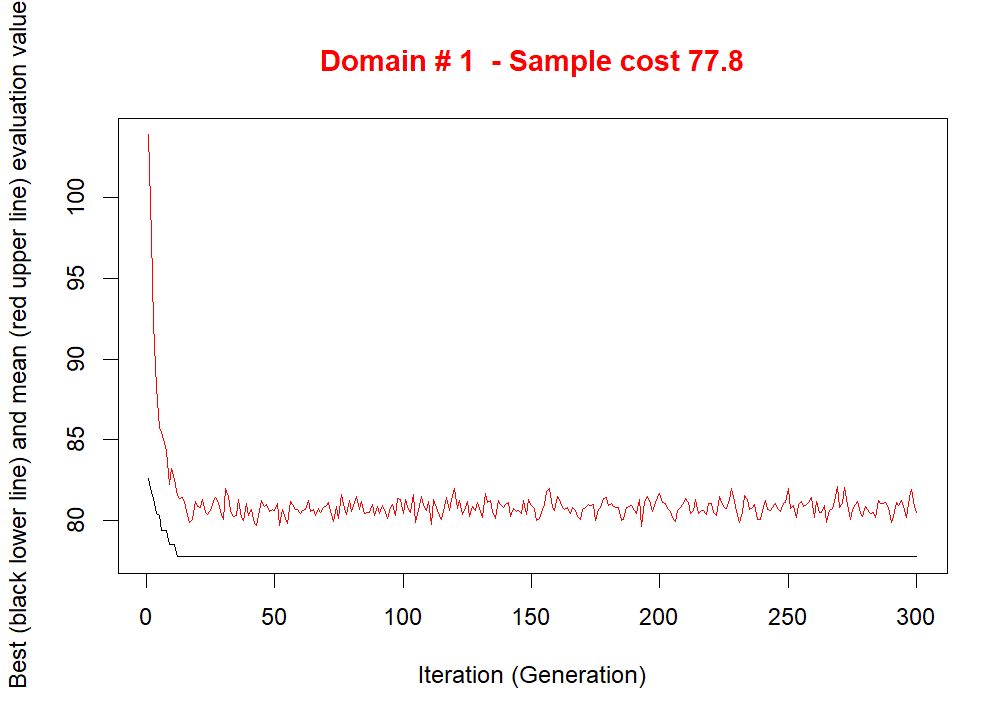 Domain # 1  - Sample cost 77.8
Best (black lower line) and mean (red upper line) evaluation value
100
95
90
85
80
0 50 100 150 200 250 300
Iteration (Generation)